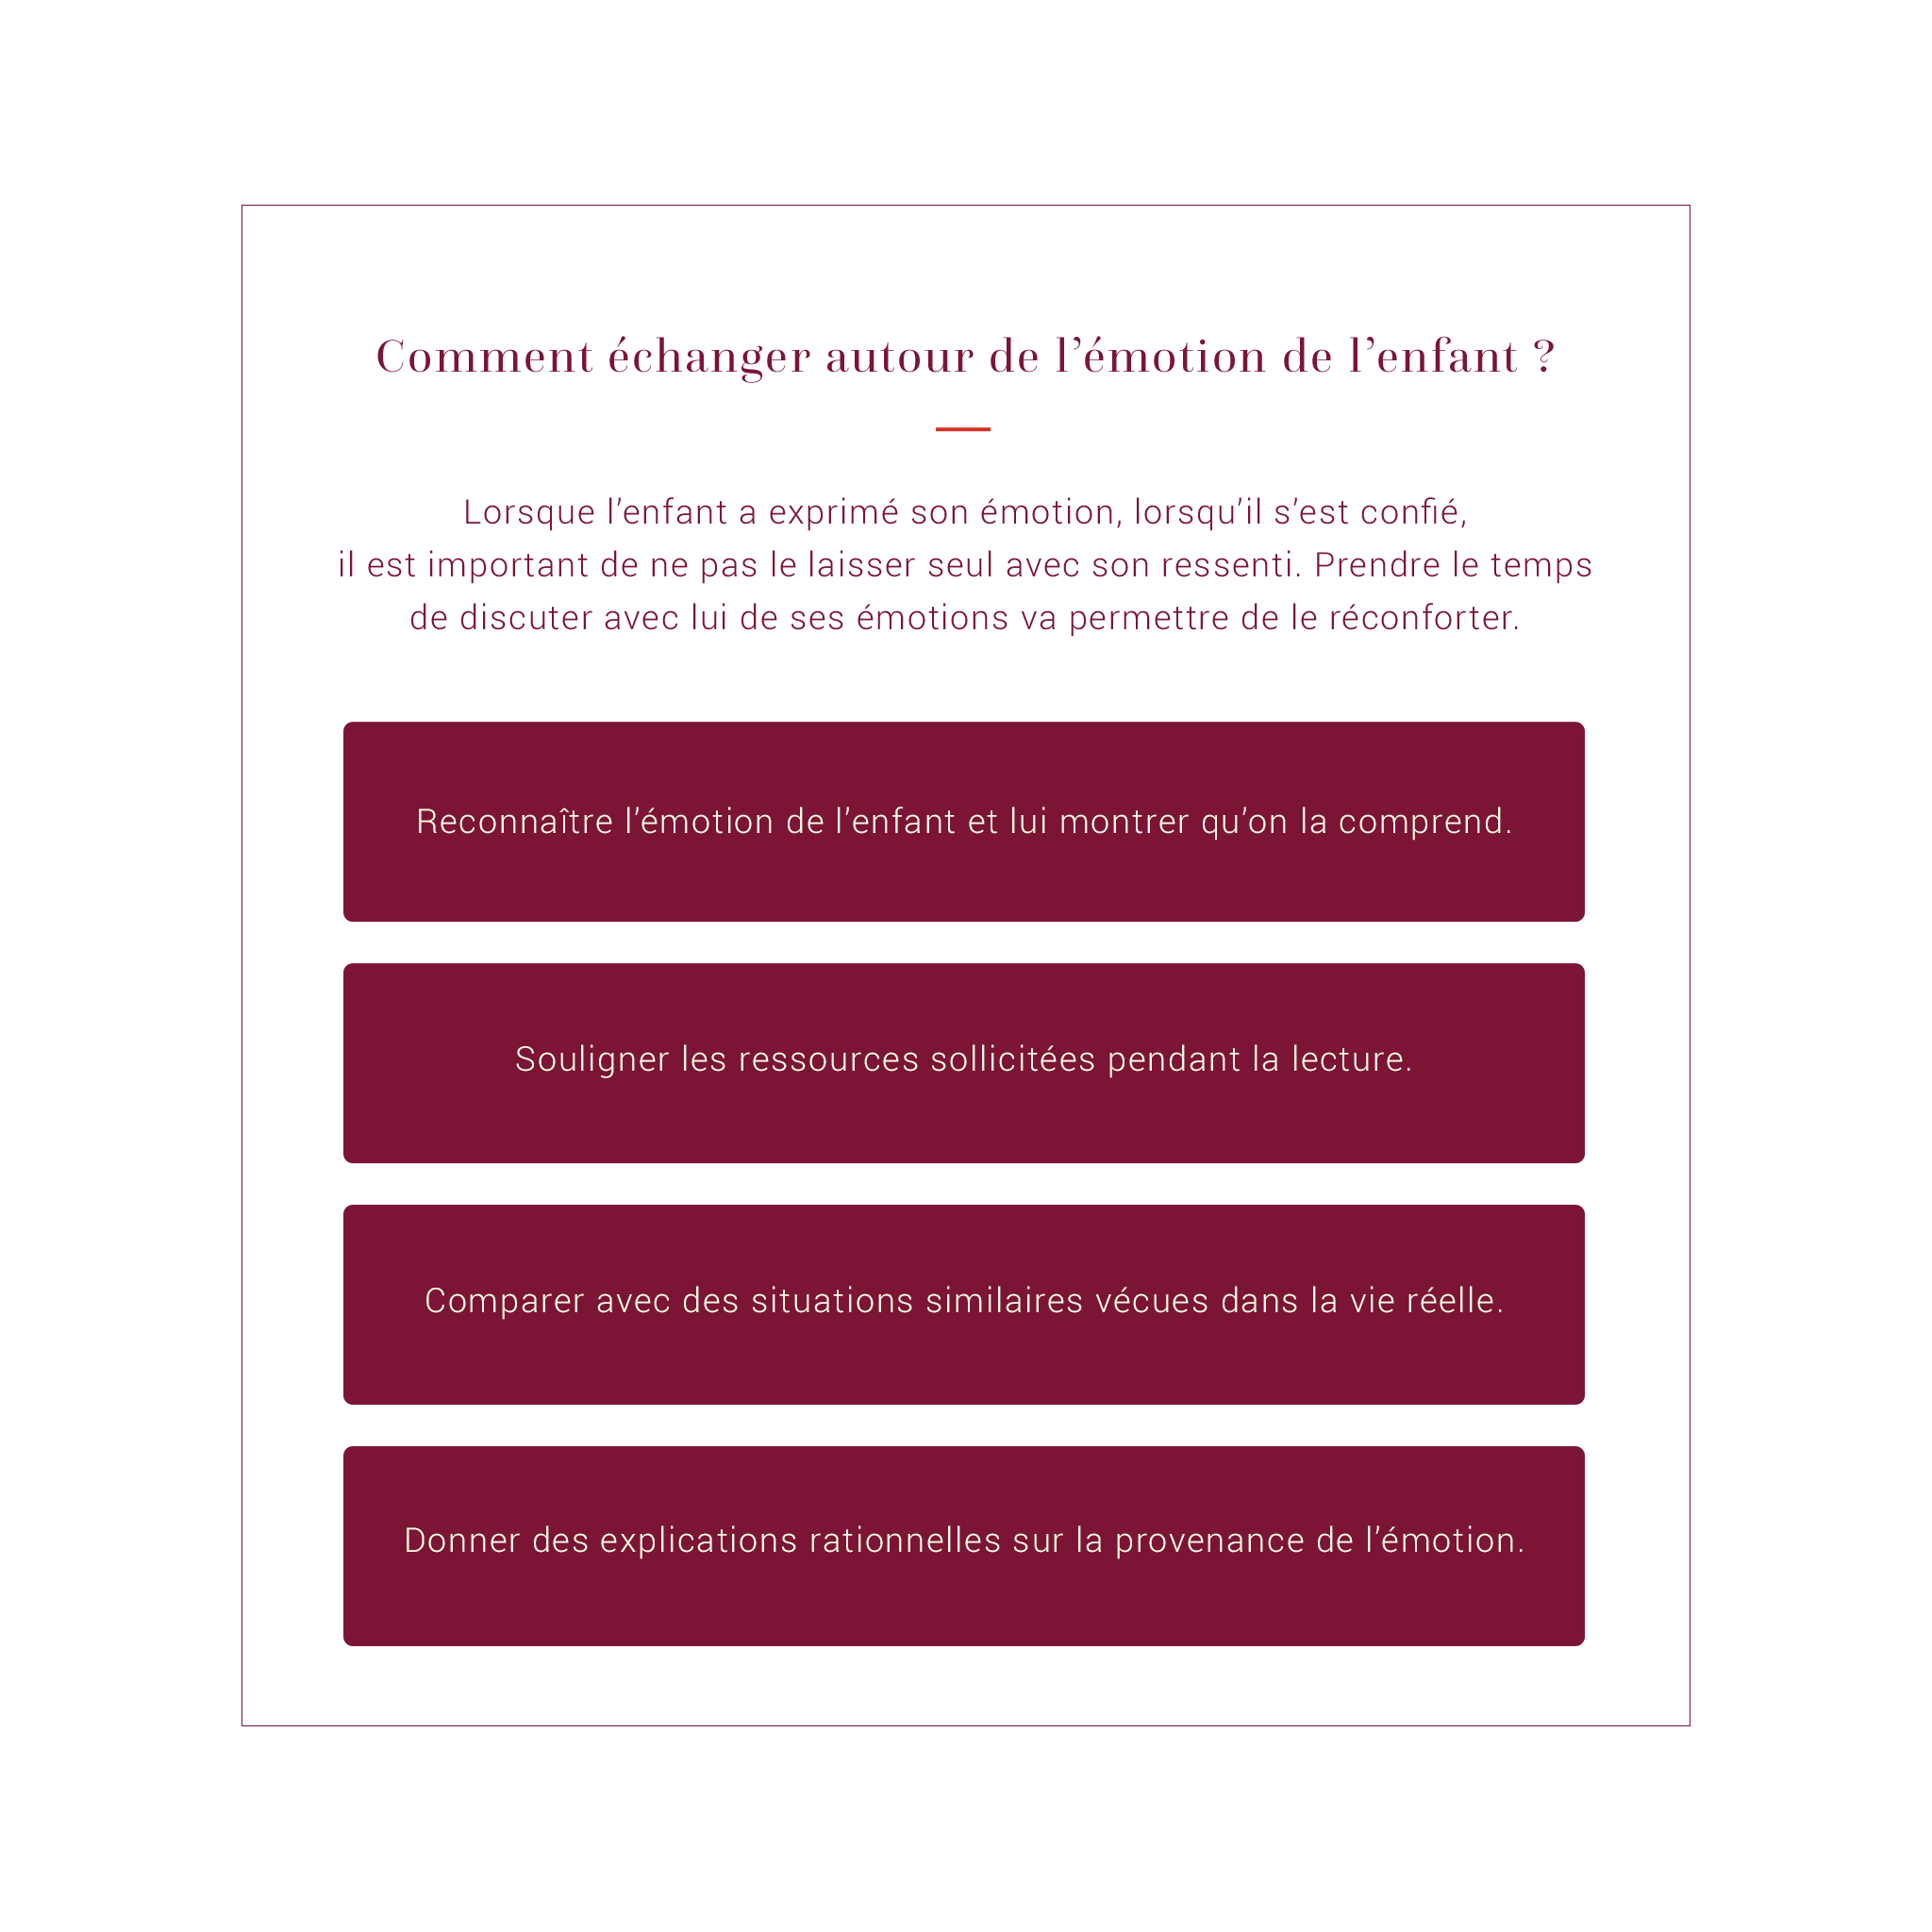 Comment échanger autour de l’émotion de l’enfant ?
Lorsque l’enfant a exprimé son émotion, lorsqu’il s’est confié,
il est important de ne pas le laisser seul avec son ressenti. Prendre le temps
de discuter avec lui de ses émotions va permettre de le réconforter.
Reconnaître l’émotion de l’enfant et lui montrer qu’on la comprend.
Souligner les ressources sollicitées pendant la lecture.
Comparer avec des situations similaires vécues dans la vie réelle.
Donner des explications rationnelles sur la provenance de l’émotion.